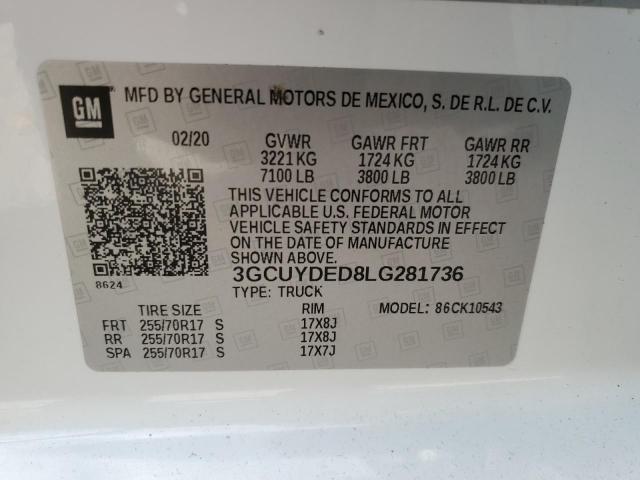 GM MFD BY GENERAL MOTORS DE MEXICO, S. DE R.L. DE C.V.
02/20 GVWR GAWR FRT GAWR RR
3221 KG 1724 KG 1724 KG
7100 LB 3800 LB 3800 LB
THIS VEHICLE CONFORMS TO ALL
APPLICABLE U.S. FEDERAL MOTOR
VEHICLE SAFETY STANDARDS IN EFFECT
ON THE DATE OF MANUFACTURE
SHOWN ABOVE.
3GCUYDED8LG281736
8624
TYPE: TRUCK MODEL: 86CK10543
TIRE SIZE RIM
FRT 255/70R17 S 17X8J
RR 255/70R17 S 17X8J
SPA 255/70R17 S 17X7J